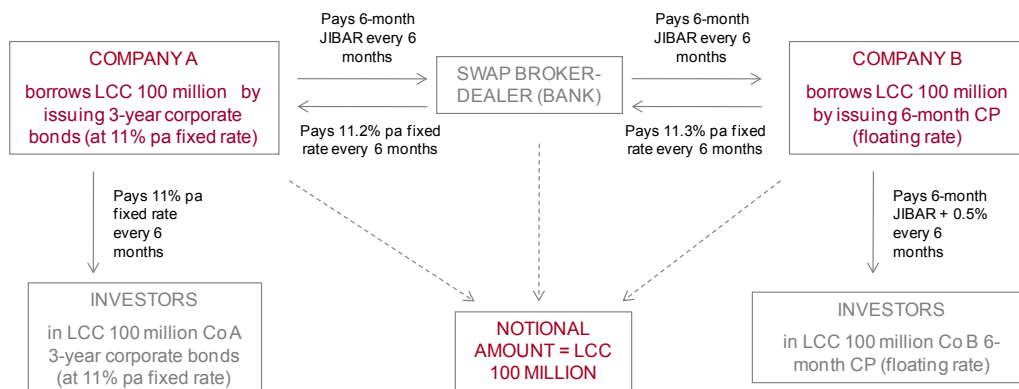 Pays 6-month
JIBAR every 6
months
Pays 6-month
JIBAR every 6
months
COMPANY A
borrows LCC 100 million by
issuing 3-year corporate
bonds (at 11% pa fixed rate)
SWAP BROKER-
DEALER (BANK)
COMPANY B
borrows LCC 100 million
by issuing 6-month CP
(floating rate)
Pays 11.2% pa fixed
rate every 6 months
Pays 11.3% pa fixed
rate every 6 months
Pays 11% pa
fixed rate
every 6
months
Pays 6-month
JIBAR + 0.5%
every 6
months
INVESTORS
in LCC 100 million Co A
3-year corporate bonds
(at 11% pa fixed rate)
NOTIONAL
AMOUNT = LCC
100 MILLION
INVESTORS
in LCC 100 million Co B 6-
month CP (floating rate)